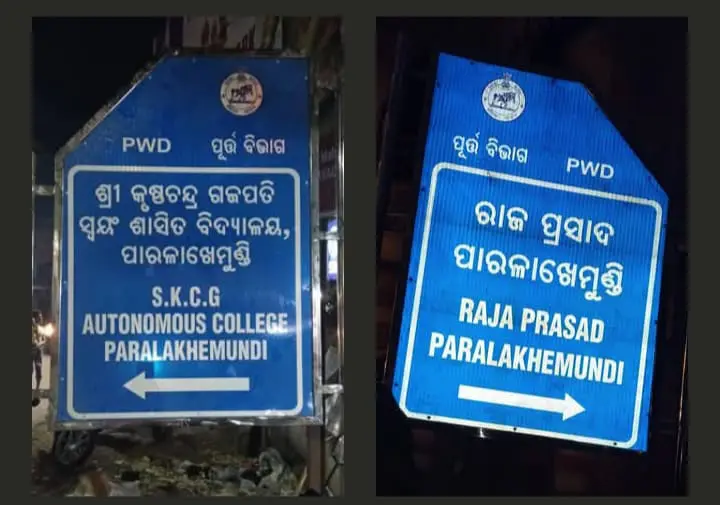 PWD ପୂର୍ତ୍ତ ବିଭାଗ
ଶ୍ରୀ କୃଷ୍ଣଚନ୍ଦ୍ର ଗଜପତି
ସ୍ୱୟଂ ଶାସିତ ବିଦ୍ୟାଳୟ,
ପାରଳାଖେମୁଣ୍ଡି
S.K.C.G
AUTONOMOUS COLLEGE
PARALAKHEMUNDI
ପୂର୍ତ୍ତ ବିଭାଗ PWD
ରାଜ ପ୍ରସାଦ
ପାରଳାଖେମୁଣ୍ଡି
RAJA PRASAD
PARALAKHEMUNDI